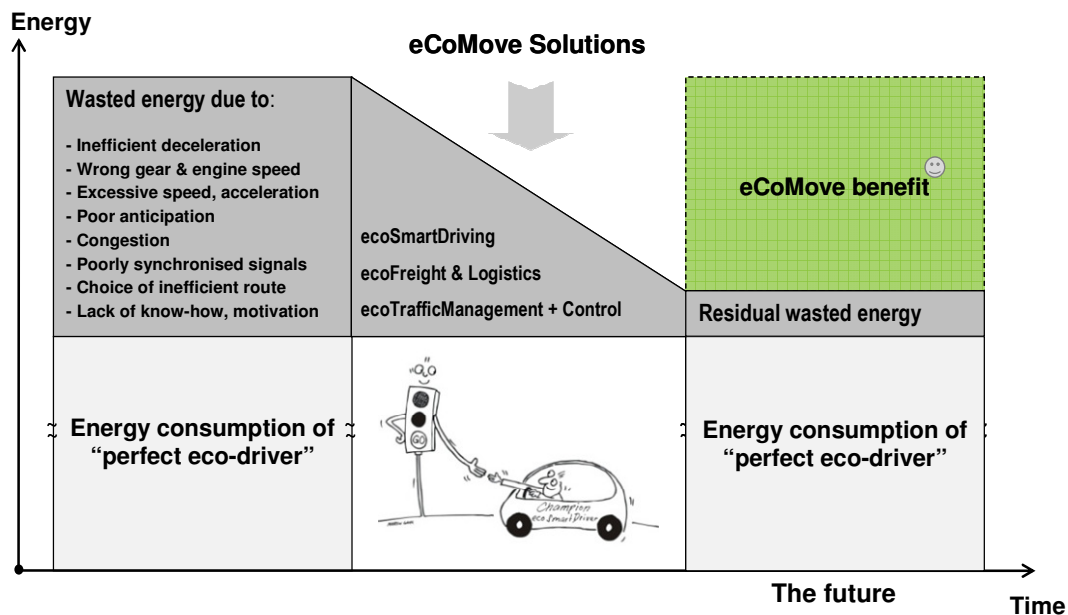 Energy
eCoMove Solutions
Wasted energy due to:
- Inefficient deceleration
- Wrong gear & engine speed
- Excessive speed, acceleration
- Poor anticipation
- Congestion
- Poorly synchronised signals
- Choice of inefficient route
- Lack of know-how, motivation
ecoSmartDriving
ecoFreight & Logistics
ecoTrafficManagement + Control
eCoMove benefit
Residual wasted energy
Energy consumption of
“perfect eco-driver”
GO
Champion
ecoSmartDriver
Energy consumption of
“perfect eco-driver”
The future
Time